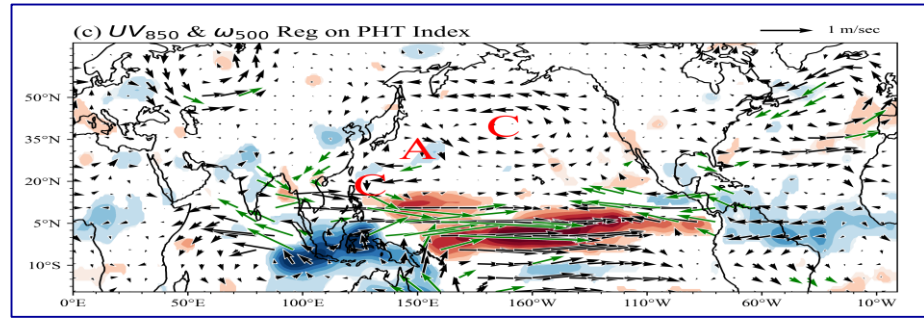 (c) UV850 & ω500 Reg on PHT Index
1 m/sec
50°N
C
35°N
A
20°N
C
5°N
10°S
0°E 50°E 100°E 150°E 160°W 110°W 60°W 10°W